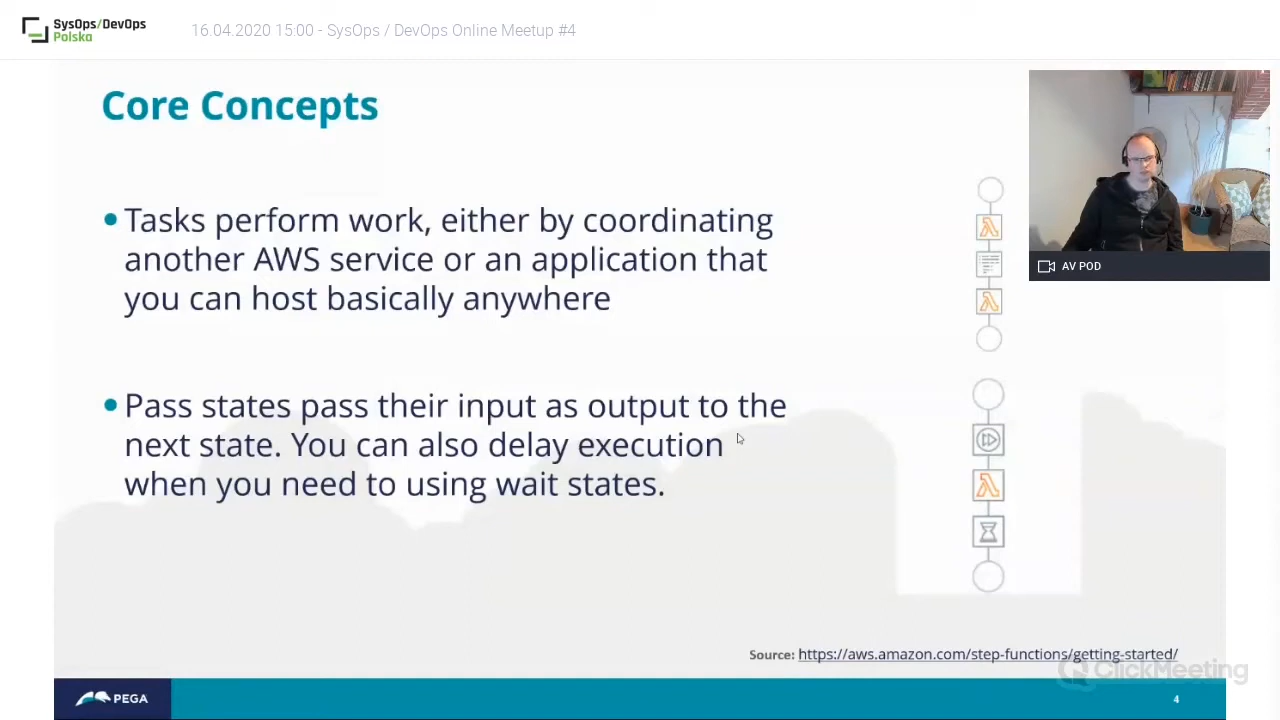 SysOps/DevOps
Polska
16.04.2020 15:00 - SysOps / DevOps Online Meetup #4
Core Concepts
• Tasks perform work, either by coordinating
another AWS service or an application that
you can host basically anywhere
• Pass states pass their input as output to the
next state. You can also delay execution
when you need to using wait states.
AV POD
Source: https://aws.amazon.com/step-functions/getting-started/
ClickMeeting
PEGA
4